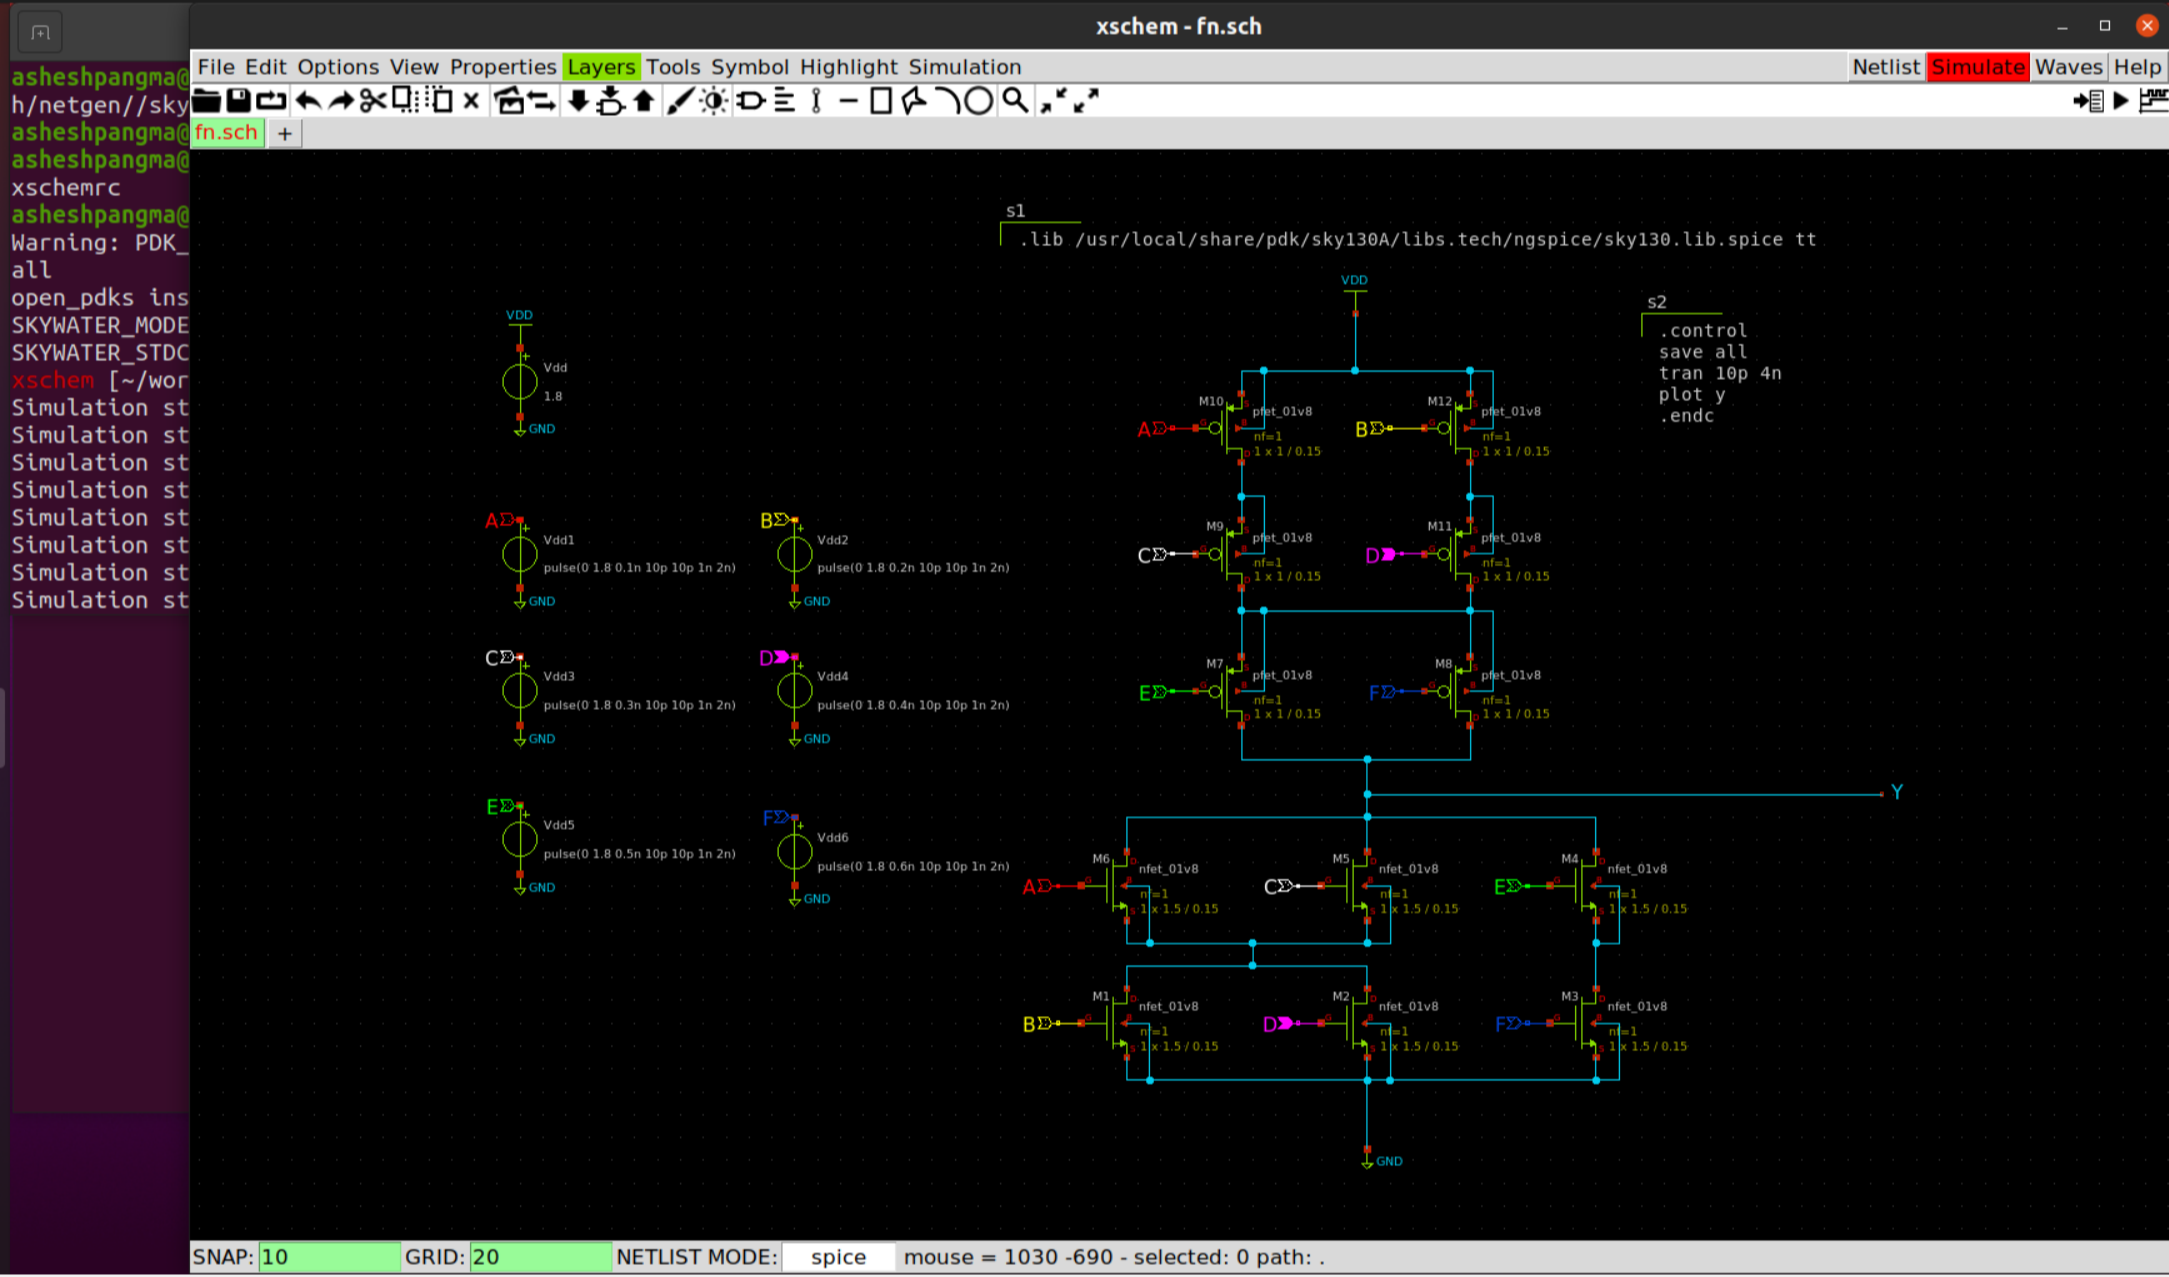 xschem - fn.sch
asheshpangma@
h/netgen//sky
asheshpangma@
asheshpangma@
xschemrc
asheshpangma@
Warning: PDK_
all
open_pdks ins
SKYWATER_MODE
SKYWATER_STDC
xschem [~/wor
Simulation st
Simulation st
Simulation st
Simulation st
Simulation st
Simulation st
Simulation st
Simulation st
File Edit Options View Properties Layers Tools Symbol Highlight Simulation Netlist Simulate Waves Help
fn.sch +
s1
.lib /usr/local/share/pdk/sky130A/libs.tech/ngspice/sky130.lib.spice tt
s2
.control
save all
tran 10p 4n
plot y
.endc
VDD
Vdd
1.8
GND
A
Vdd1
pulse(0 1.8 0.1n 10p 10p 1n 2n)
GND
B
Vdd2
pulse(0 1.8 0.2n 10p 10p 1n 2n)
GND
C
Vdd3
pulse(0 1.8 0.3n 10p 10p 1n 2n)
GND
D
Vdd4
pulse(0 1.8 0.4n 10p 10p 1n 2n)
GND
E
Vdd5
pulse(0 1.8 0.5n 10p 10p 1n 2n)
GND
F
Vdd6
pulse(0 1.8 0.6n 10p 10p 1n 2n)
GND
VDD
A
M10
pfet_01v8
nf=1
1 x 1 / 0.15
B
M12
pfet_01v8
nf=1
1 x 1 / 0.15
C
M9
pfet_01v8
nf=1
1 x 1 / 0.15
D
M11
pfet_01v8
nf=1
1 x 1 / 0.15
E
M7
pfet_01v8
nf=1
1 x 1 / 0.15
F
M8
pfet_01v8
nf=1
1 x 1 / 0.15
Y
A
M6
nfet_01v8
nf=1
1 x 1.5 / 0.15
C
M5
nfet_01v8
nf=1
1 x 1.5 / 0.15
E
M4
nfet_01v8
nf=1
1 x 1.5 / 0.15
B
M1
nfet_01v8
nf=1
1 x 1.5 / 0.15
D
M2
nfet_01v8
nf=1
1 x 1.5 / 0.15
F
M3
nfet_01v8
nf=1
1 x 1.5 / 0.15
GND
SNAP: 10 GRID: 20 NETLIST MODE: spice mouse = 1030 -690 - selected: 0 path: .